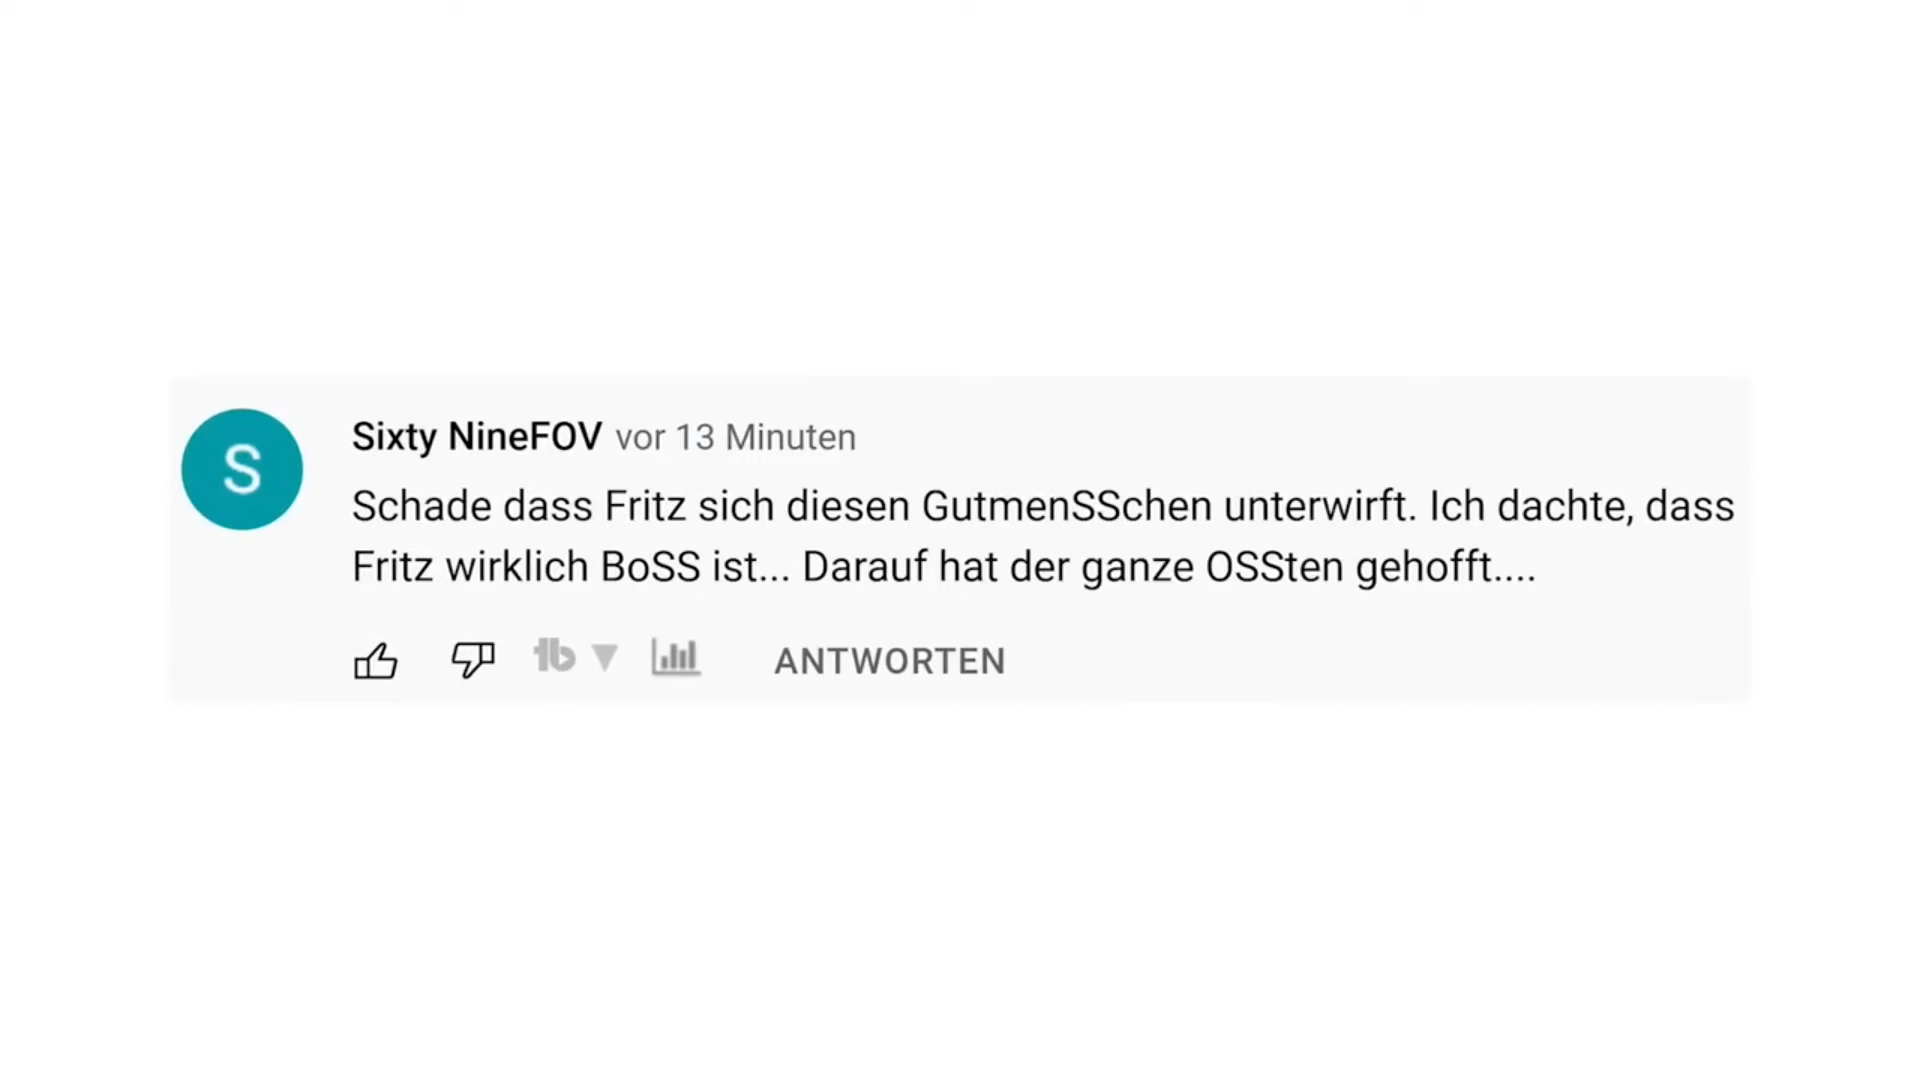 S
Sixty NineFOV vor 13 Minuten
Schade dass Fritz sich diesen GutmenSSchen unterwirft. Ich dachte, dass
Fritz wirklich BoSS ist... Darauf hat der ganze OSSten gehofft....
tb ANTWORTEN